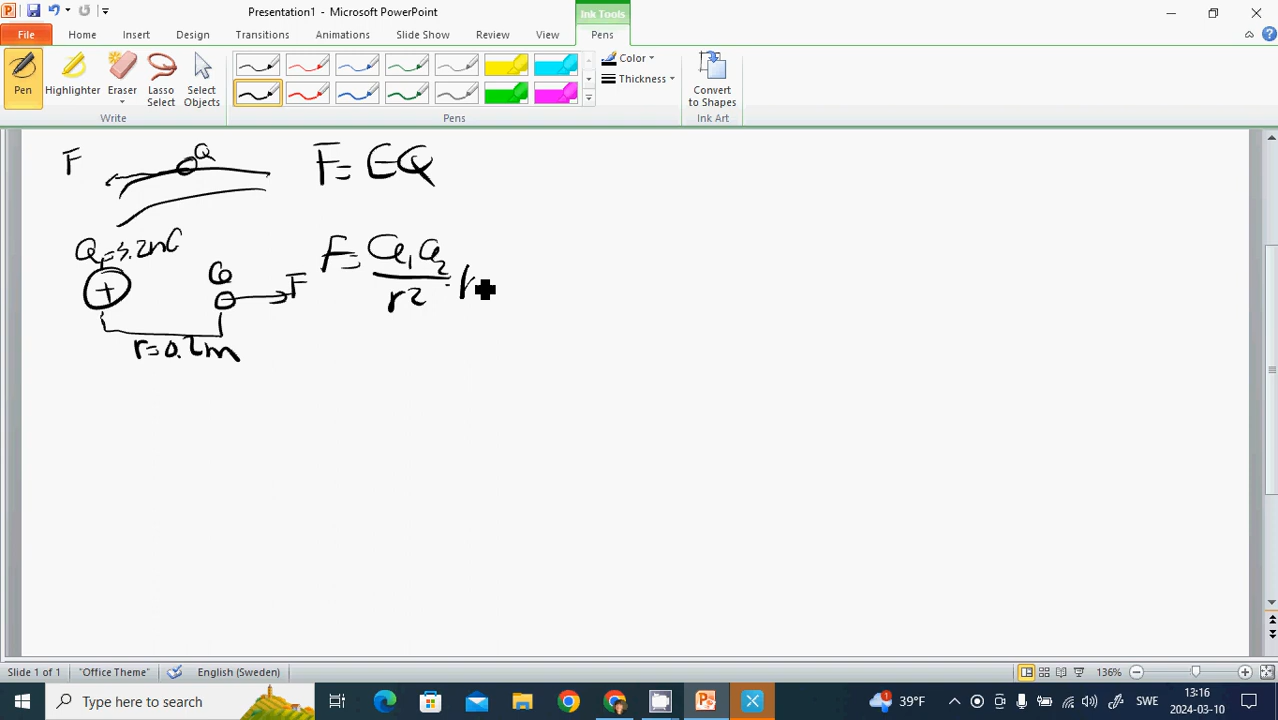 Presentation1 - Microsoft PowerPoint
Ink Tools
File Home Insert Design Transitions Animations Slide Show Review View Pens
Pen Highlighter Eraser Lasso Select Select Objects
Color
Thickness
Convert to Shapes
Write Pens Ink Art
F Q F = EQ
Q1=3.2nC
Q F F = Q1Q2
r2 · k
r=0.2m
Slide 1 of 1 "Office Theme" English (Sweden) 136%
Type here to search 39°F SWE 13:16
2024-03-10